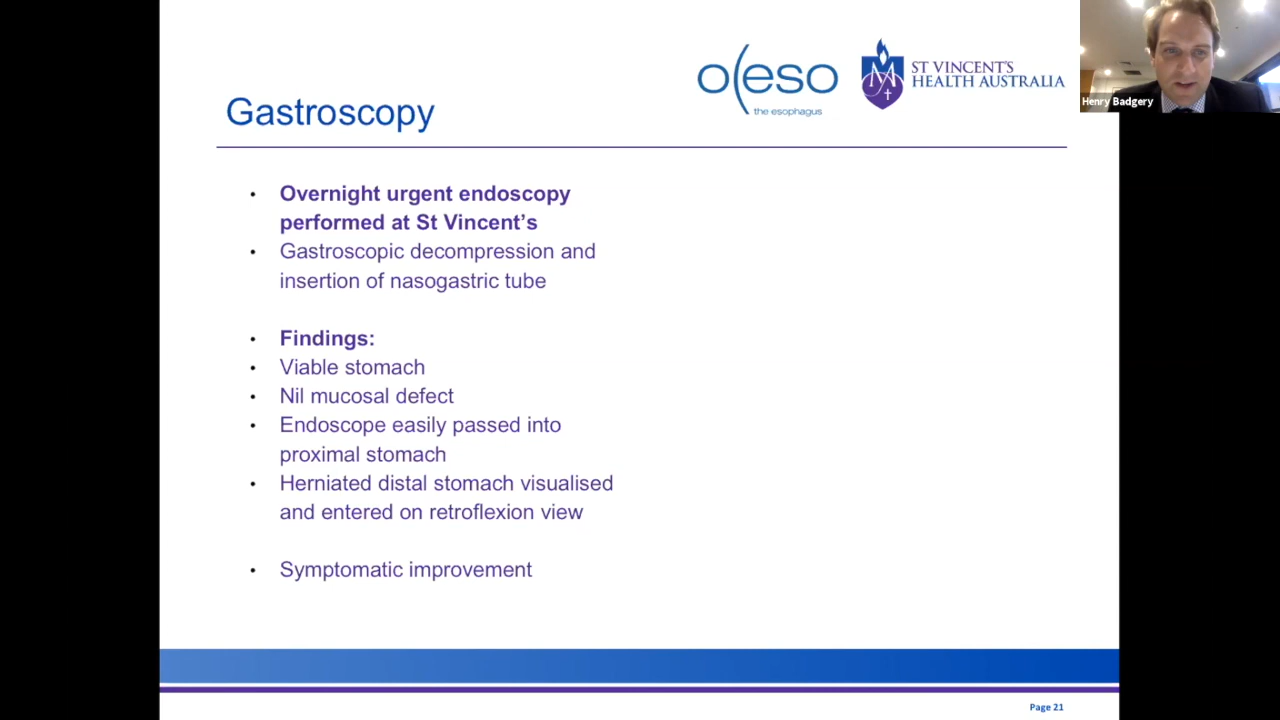 oeso
the esophagus
ST VINCENT'S
HEALTH AUSTRALIA
Henry Badgery
Gastroscopy
• Overnight urgent endoscopy
performed at St Vincent’s
• Gastroscopic decompression and
insertion of nasogastric tube
• Findings:
• Viable stomach
• Nil mucosal defect
• Endoscope easily passed into
proximal stomach
• Herniated distal stomach visualised
and entered on retroflexion view
• Symptomatic improvement
Page 21